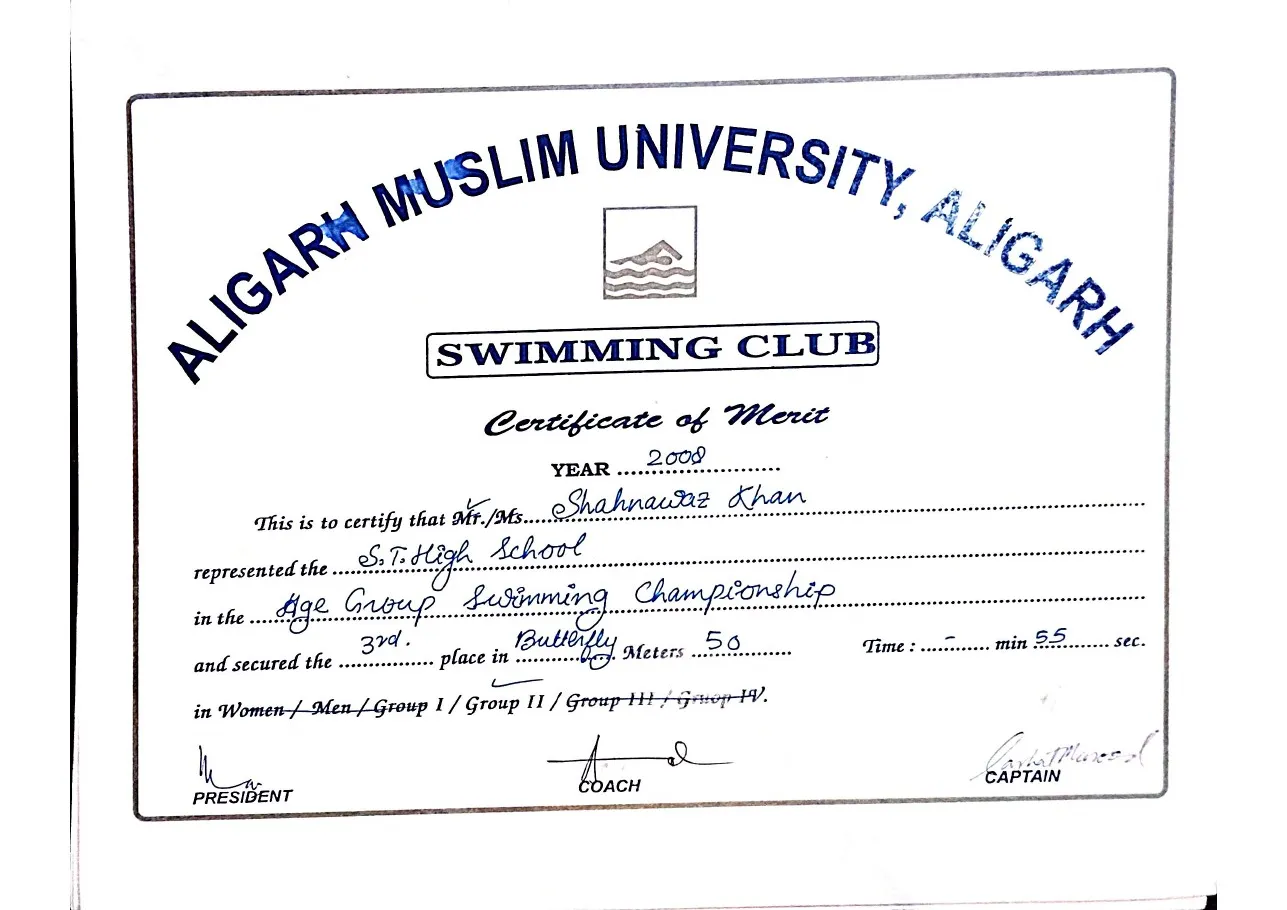 ALIGARH MUSLIM UNIVERSITY, ALIGARH
SWIMMING CLUB
Certificate of Merit
YEAR .... 2008 ....
This is to certify that Mr./Ms.... Shahnawaz Khan ....
represented the .... S.T. High School ....
in the .... Age Group Swimming Championship ....
and secured the .... 3rd. .... place in .... Butterfly .... Meters .... 50 .... Time : .... - .... min 55 .... sec.
in Women / Men / Group I / Group II / Group III / Gruop IV.
PRESIDENT
COACH
CAPTAIN